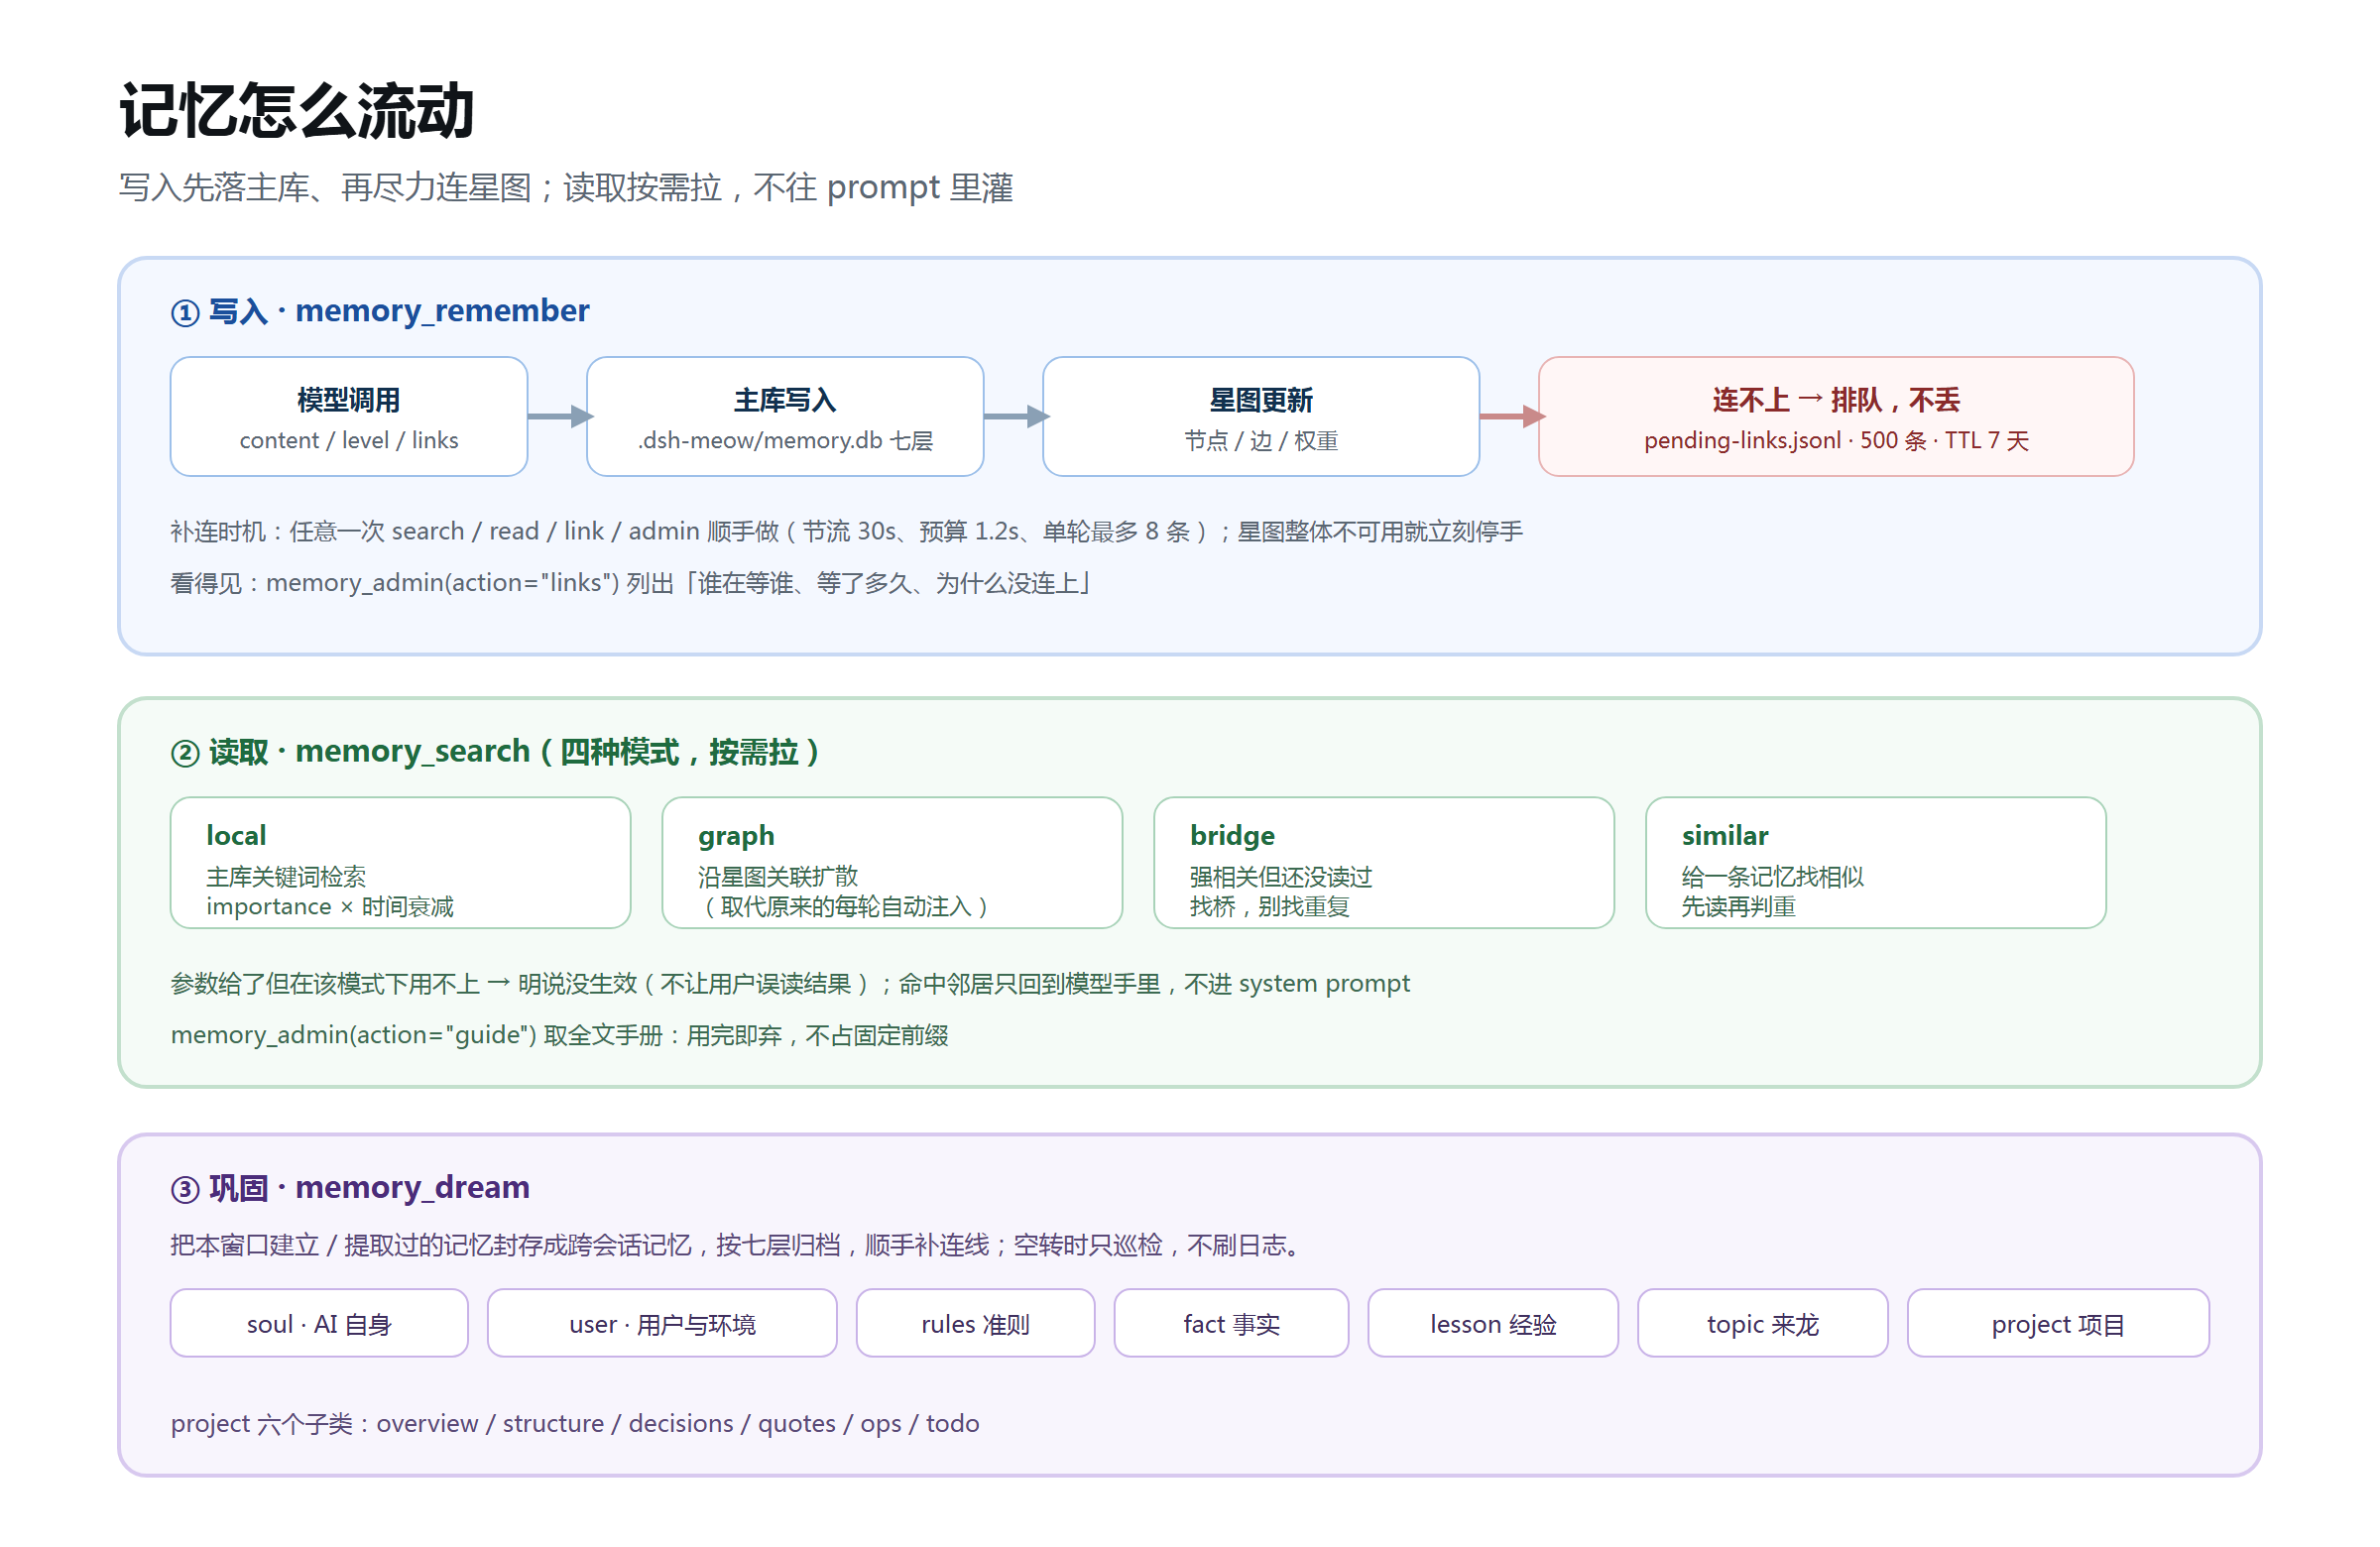 记忆怎么流动
写入先落主库、再尽力连星图；读取按需拉，不往 prompt 里灌
① 写入 · memory_remember
模型调用
content / level / links
主库写入
.dsh-meow/memory.db 七层
星图更新
节点 / 边 / 权重
连不上 → 排队，不丢
pending-links.jsonl · 500 条 · TTL 7 天
补连时机：任意一次 search / read / link / admin 顺手做（节流 30s、预算 1.2s、单轮最多 8 条）；星图整体不可用就立刻停手
看得见：memory_admin(action="links") 列出「谁在等谁、等了多久、为什么没连上」
② 读取 · memory_search（四种模式，按需拉）
local
主库关键词检索
importance × 时间衰减
graph
沿星图关联扩散
（取代原来的每轮自动注入）
bridge
强相关但还没读过
找桥，别找重复
similar
给一条记忆找相似
先读再判重
参数给了但在该模式下用不上 → 明说没生效（不让用户误读结果）；命中邻居只回到模型手里，不进 system prompt
memory_admin(action="guide") 取全文手册：用完即弃，不占固定前缀
③ 巩固 · memory_dream
把本窗口建立 / 提取过的记忆封存成跨会话记忆，按七层归档，顺手补连线；空转时只巡检，不刷日志。
soul · AI 自身
user · 用户与环境
rules 准则
fact 事实
lesson 经验
topic 来龙
project 项目
project 六个子类：overview / structure / decisions / quotes / ops / todo